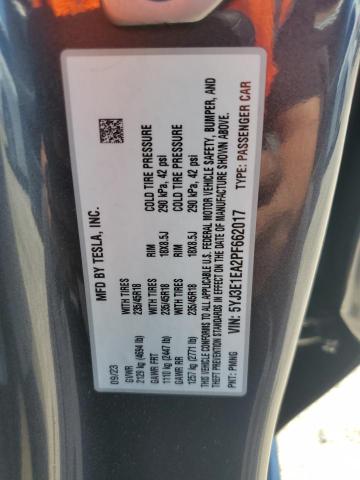 MFD BY TESLA, INC.
09/23
GVWR WITH TIRES RIM COLD TIRE PRESSURE
2129 kg (4694 lb) 235/45R18 18X8.5J 290 kPa, 42 psi
GAWR FRT WITH TIRES RIM COLD TIRE PRESSURE
1110 kg (2447 lb) 235/45R18 18X8.5J 290 kPa, 42 psi
GAWR RR
1257 kg (2771 lb) 235/45R18
THIS VEHICLE CONFORMS TO ALL APPLICABLE
U.S. FEDERAL MOTOR VEHICLE SAFETY, BUMPER, AND
THEFT PREVENTION STANDARDS IN EFFECT ON THE
DATE OF MANUFACTURE SHOWN ABOVE.
VIN: 5YJ3E1EA2PF662017
PNT: PMNG TYPE: PASSENGER CAR